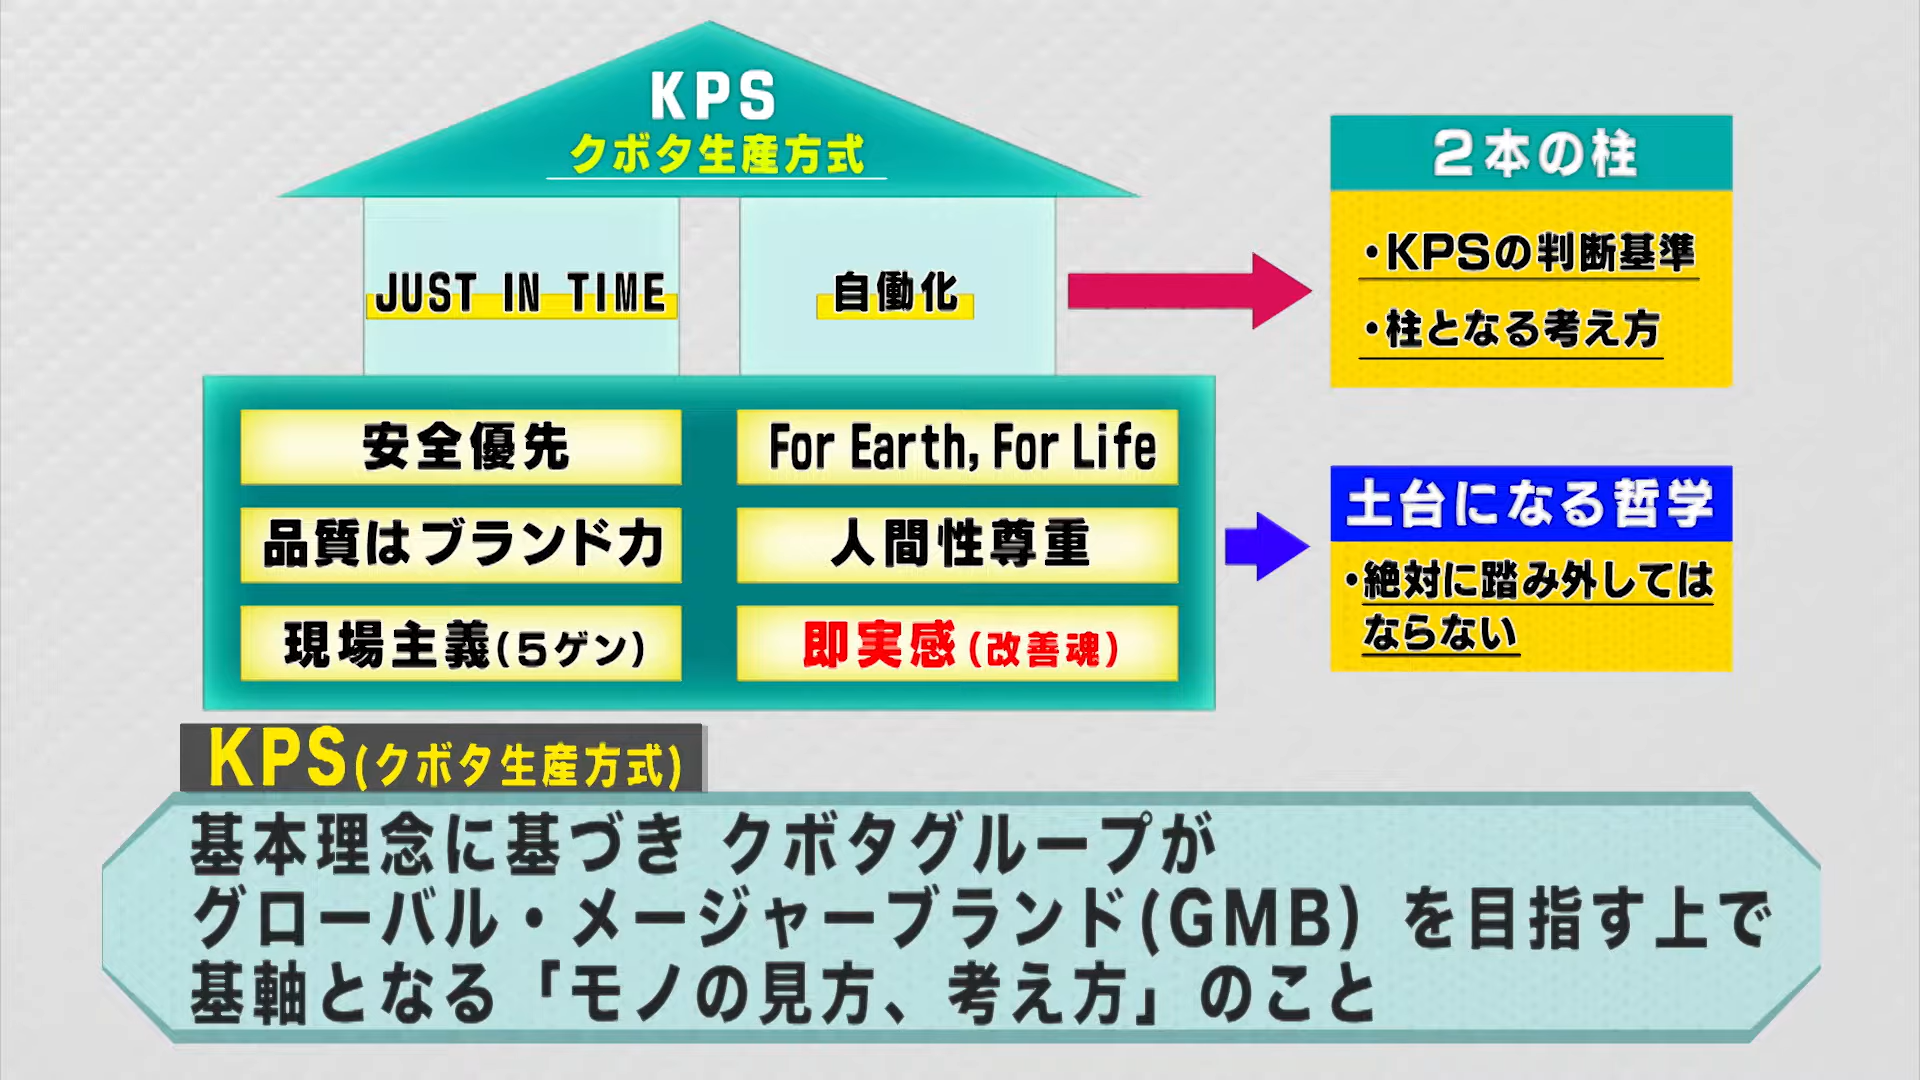 KPS
クボタ生産方式
JUST IN TIME
自働化
2本の柱
・KPSの判断基準
・柱となる考え方
安全優先
For Earth, For Life
品質はブランド力
人間性尊重
現場主義(5ゲン)
即実感(改善魂)
土台になる哲学
・絶対に踏み外しては
ならない
KPS(クボタ生産方式)
基本理念に基づき クボタグループが
グローバル・メージャーブランド(GMB) を目指す上で
基軸となる「モノの見方、考え方」のこと